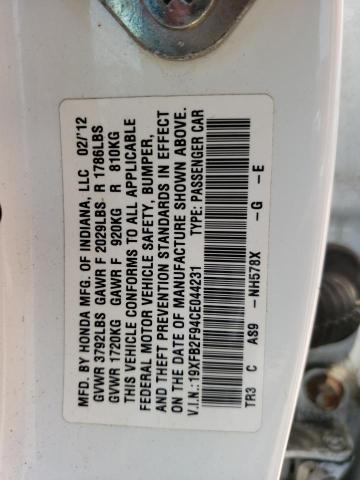 MFD. BY HONDA MFG. OF INDIANA, LLC 02/'12
GVWR 3792LBS GAWR F 2029LBS R 1786LBS
GVWR 1720KG GAWR F 920KG R 810KG
THIS VEHICLE CONFORMS TO ALL APPLICABLE
FEDERAL MOTOR VEHICLE SAFETY, BUMPER,
AND THEFT PREVENTION STANDARDS IN EFFECT
ON THE DATE OF MANUFACTURE SHOWN ABOVE.
V.I.N.:19XFB2F94CE044231 TYPE: PASSENGER CAR
TR3 C AS9 -NH578X -G -E